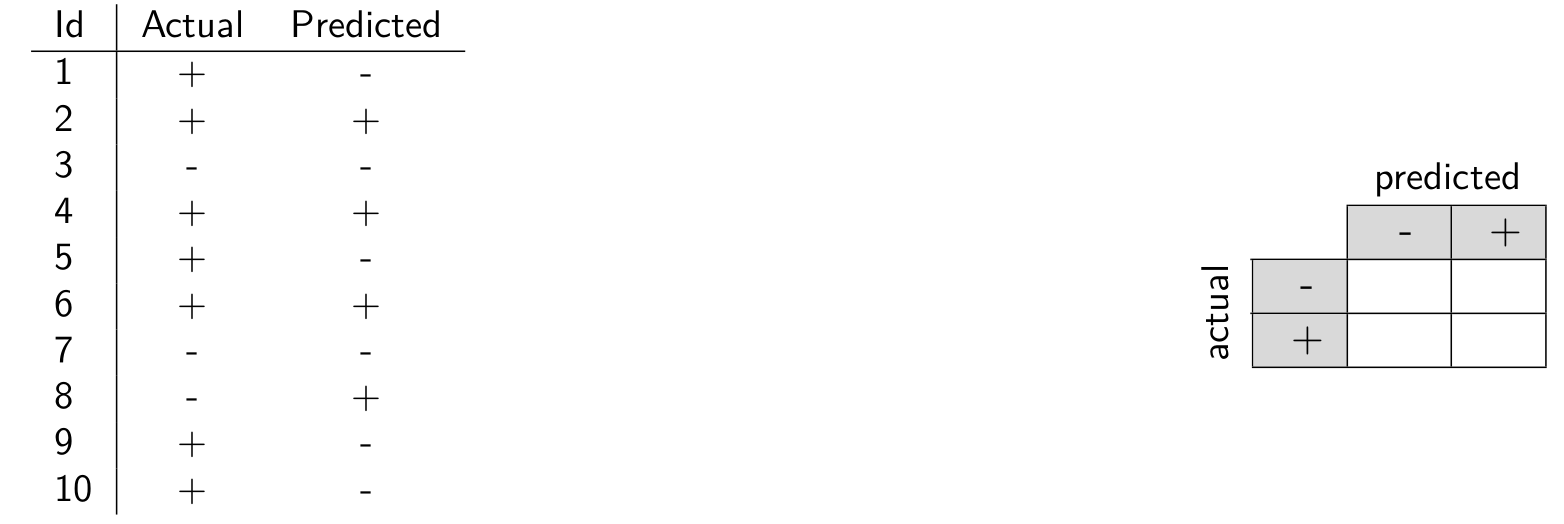 Id Actual Predicted
1 + -
2 + +
3 - -
4 + +
5 + -
6 + +
7 - -
8 - +
9 + -
10 + -
predicted
- +
actual
-
+